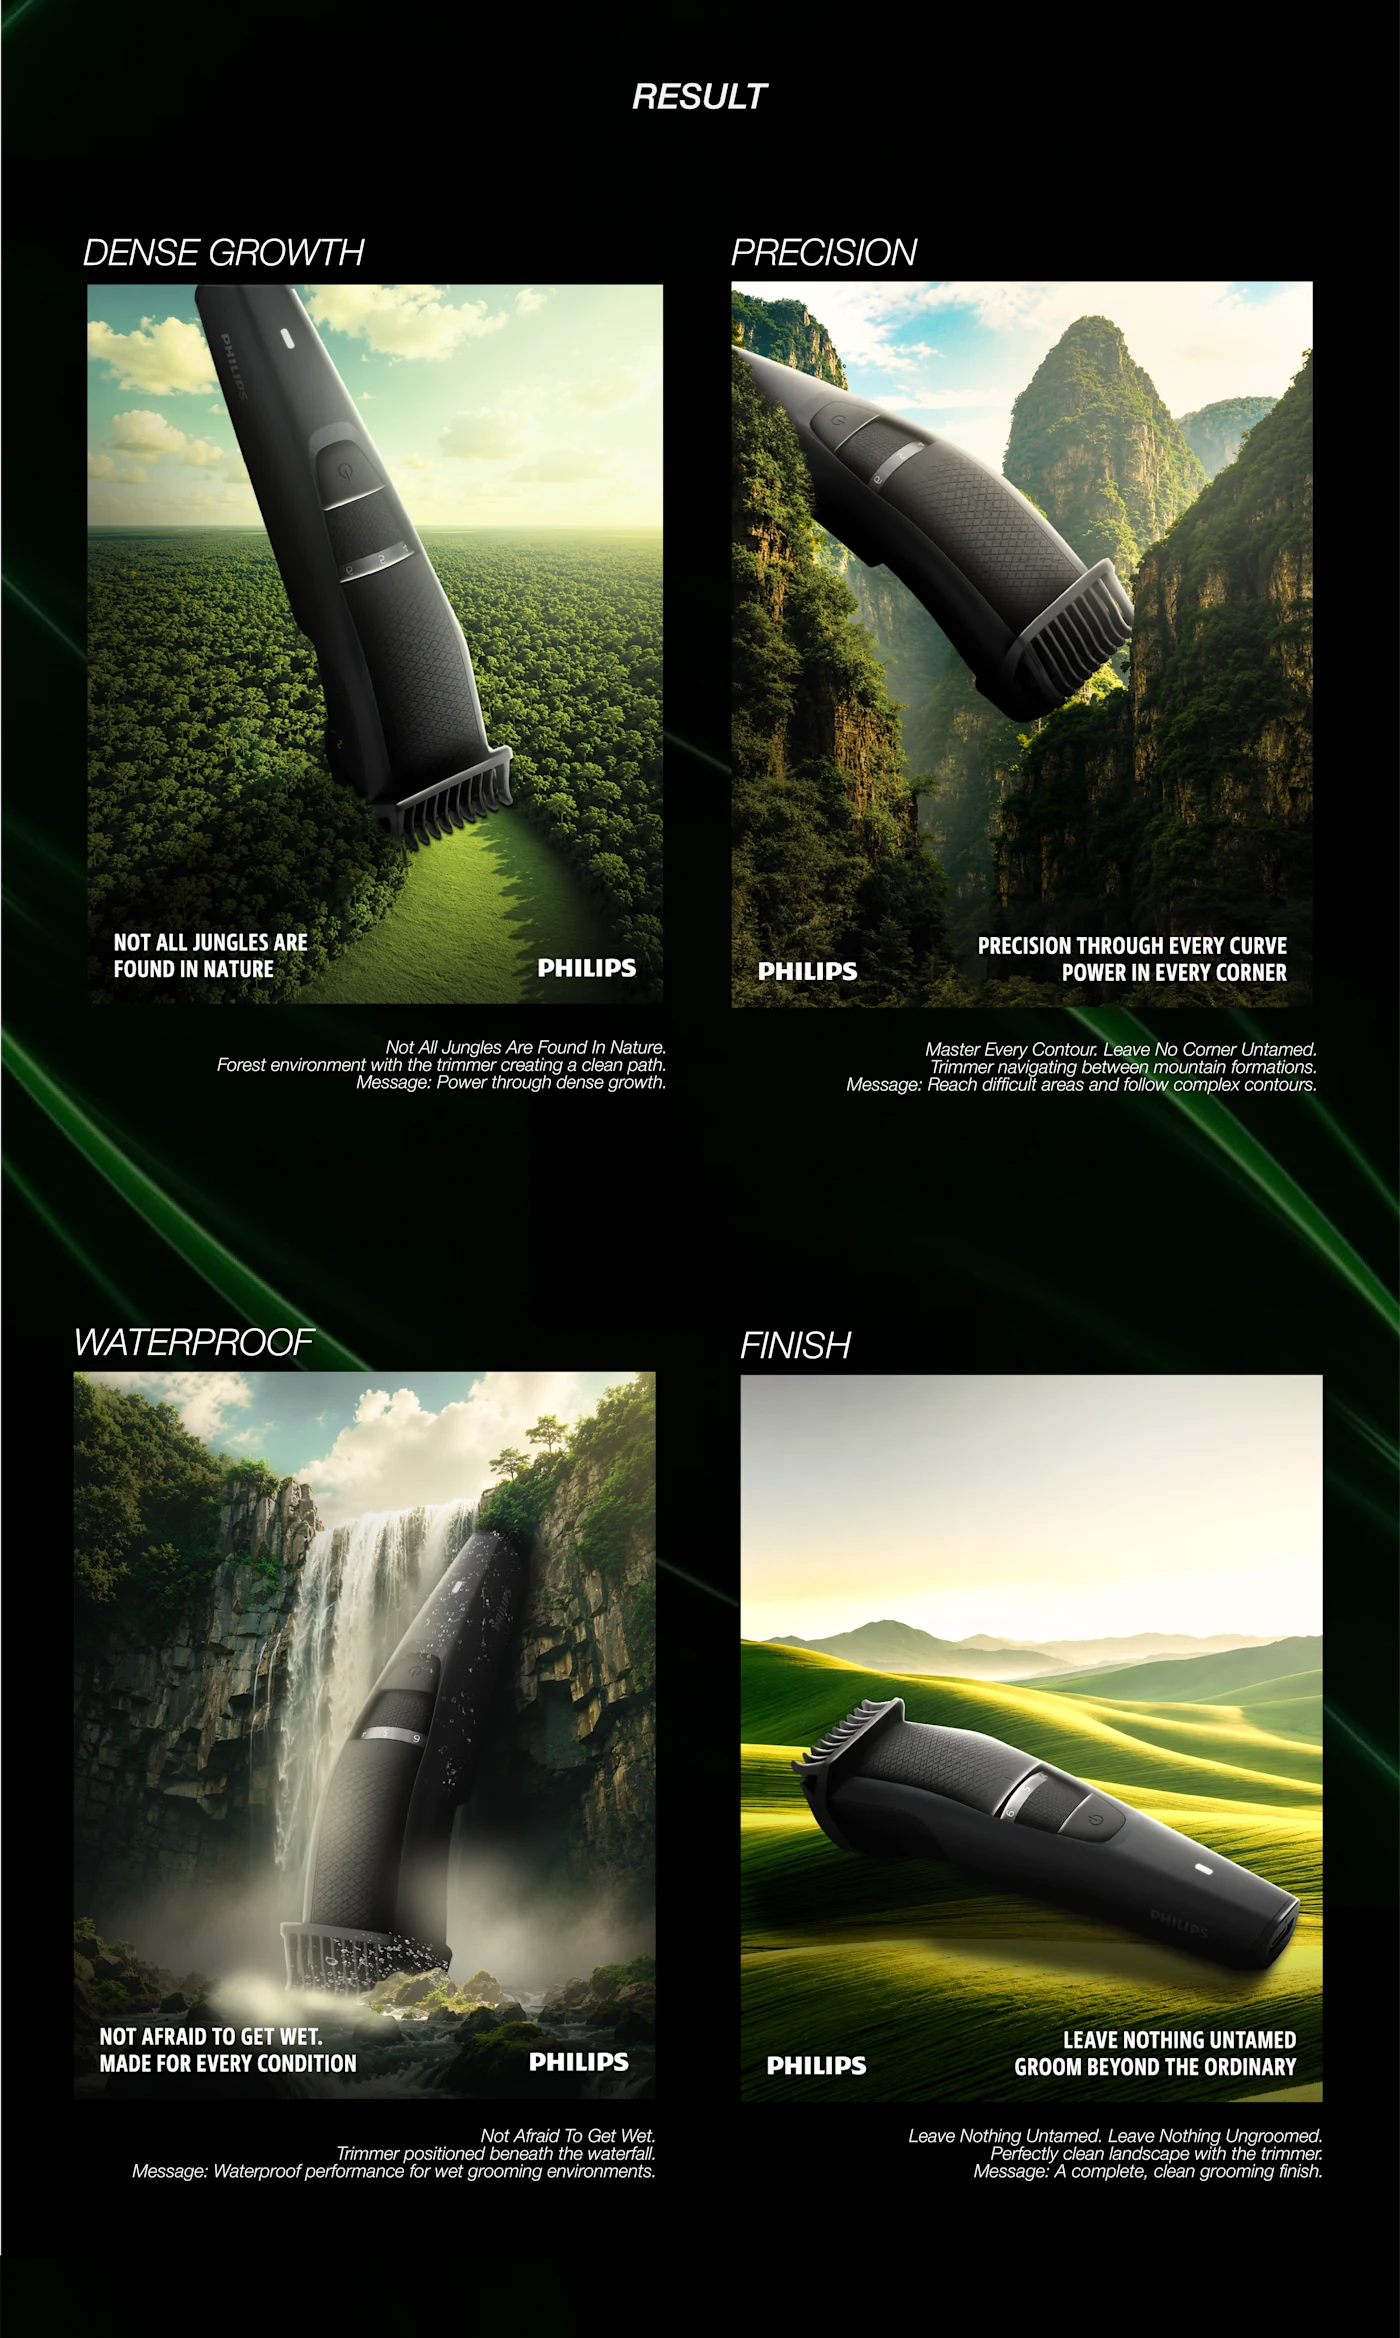 RESULT
DENSE GROWTH
PHILIPS
NOT ALL JUNGLES ARE
FOUND IN NATURE
PHILIPS
Not All Jungles Are Found In Nature.
Forest environment with the trimmer creating a clean path.
Message: Power through dense growth.
PRECISION
PHILIPS
PRECISION THROUGH EVERY CURVE
POWER IN EVERY CORNER
Master Every Contour. Leave No Corner Untamed.
Trimmer navigating between mountain formations.
Message: Reach difficult areas and follow complex contours.
WATERPROOF
PHILIPS
NOT AFRAID TO GET WET.
MADE FOR EVERY CONDITION
PHILIPS
Not Afraid To Get Wet.
Trimmer positioned beneath the waterfall.
Message: Waterproof performance for wet grooming environments.
FINISH
PHILIPS
LEAVE NOTHING UNTAMED
GROOM BEYOND THE ORDINARY
PHILIPS
Leave Nothing Untamed. Leave Nothing Ungroomed.
Perfectly clean landscape with the trimmer.
Message: A complete, clean grooming finish.